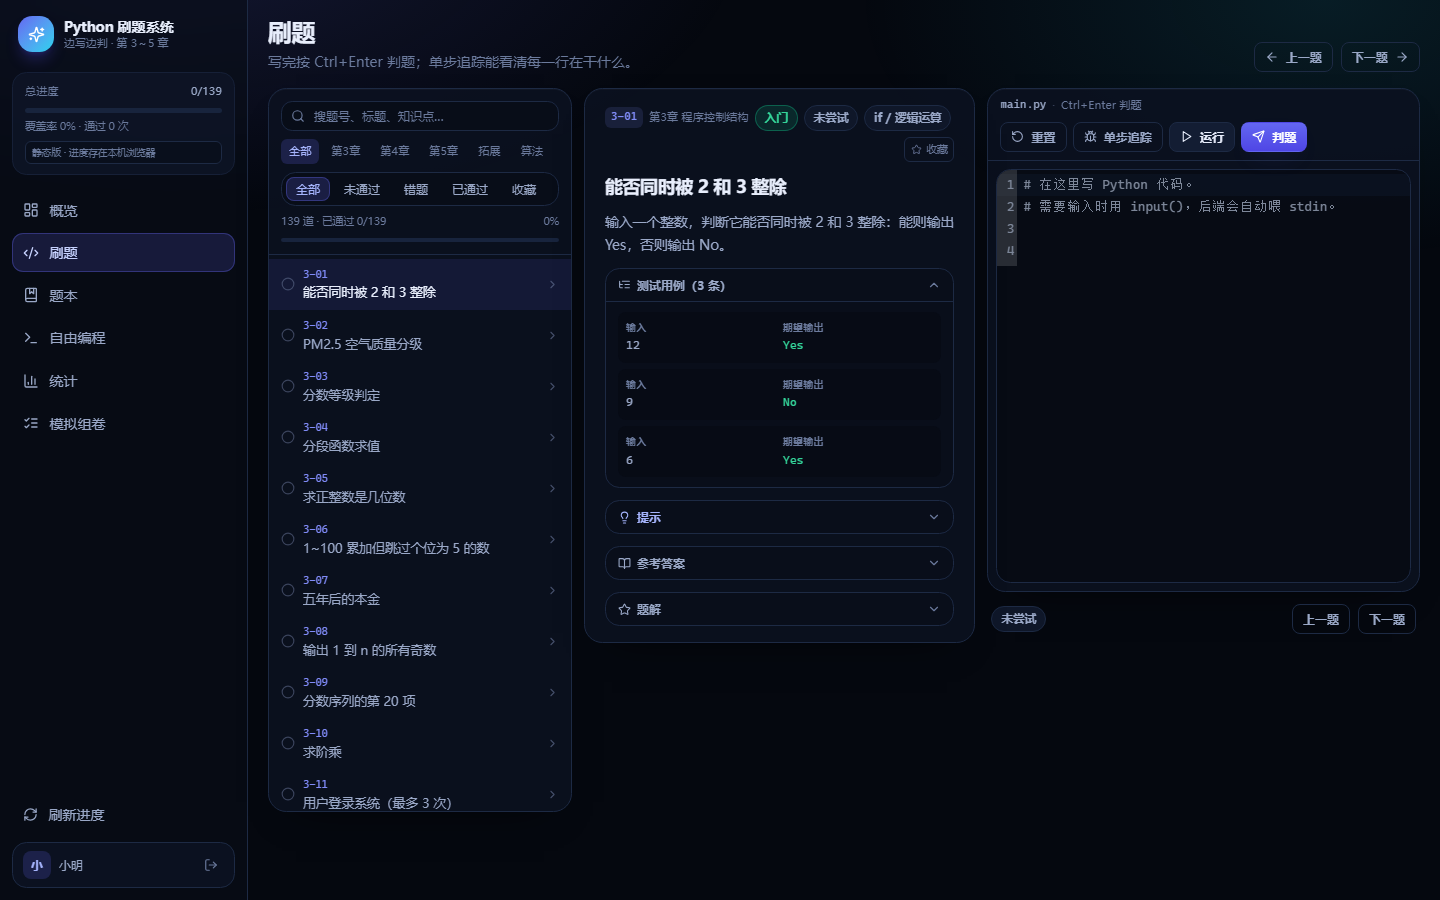 Python 刷题系统
边写边判 · 第 3 ~ 5 章
总进度 0/139
覆盖率 0% · 通过 0 次
静态版 · 进度存在本机浏览器
概览
刷题
题本
自由编程
统计
模拟组卷
刷新进度
小 小明
刷题
写完按 Ctrl+Enter 判题；单步追踪能看清每一行在干什么。
上一题 下一题
搜题号、标题、知识点...
全部 第3章 第4章 第5章 拓展 算法
全部 未通过 错题 已通过 收藏
139 道 · 已通过 0/139 0%
3-01
能否同时被 2 和 3 整除
3-02
PM2.5 空气质量分级
3-03
分数等级判定
3-04
分段函数求值
3-05
求正整数是几位数
3-06
1~100 累加但跳过个位为 5 的数
3-07
五年后的本金
3-08
输出 1 到 n 的所有奇数
3-09
分数序列的第 20 项
3-10
求阶乘
3-11
用户登录系统（最多 3 次）
3-01 第3章 程序控制结构 入门 未尝试 if / 逻辑运算
收藏
能否同时被 2 和 3 整除
输入一个整数，判断它能否同时被 2 和 3 整除：能则输出
Yes，否则输出 No。
测试用例（3 条）
输入 期望输出
12 Yes
输入 期望输出
9 No
输入 期望输出
6 Yes
提示
参考答案
题解
main.py · Ctrl+Enter 判题
重置 单步追踪 运行 判题
1 # 在这里写 Python 代码。
2 # 需要输入时用 input()，后端会自动喂 stdin。
3
4
未尝试 上一题 下一题